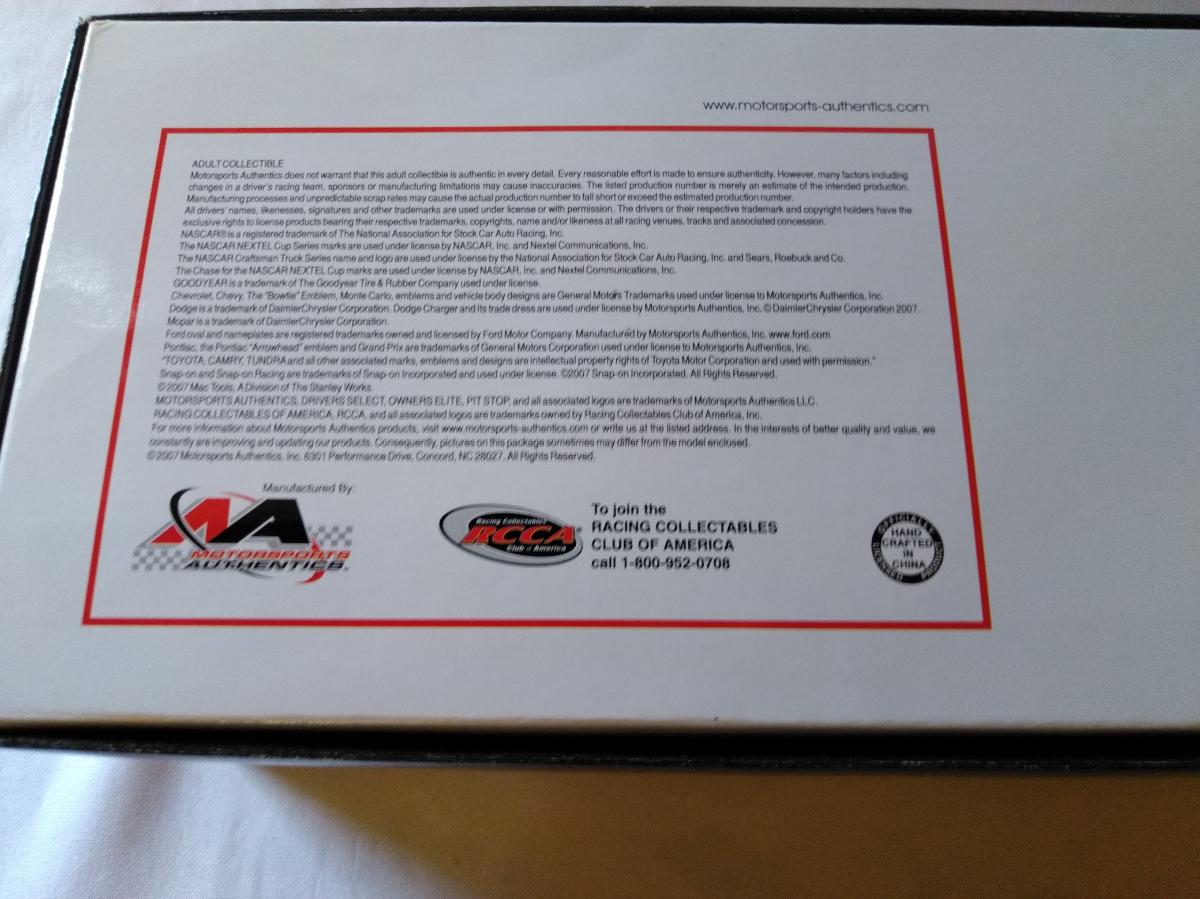 www.motorsports-authentics.com
ADULT COLLECTIBLE
Motorsports Authentics does not warrant that this adult collectible is authentic in every detail. Every reasonable effort is made to ensure authenticity. However, many factors including
changes in a driver's racing team, sponsors or manufacturing limitations may cause inaccuracies. The listed production number is merely an estimate of the intended production.
Manufacturing processes and unpredictable scrap rates may cause the actual production number to fall short or exceed the estimated production number.
All drivers' names, likenesses, signatures and other trademarks are used under license or with permission. The drivers or their respective trademark and copyright holders have the
exclusive rights to license products bearing their respective trademarks, copyrights, name and/or likeness at all racing venues, tracks and associated concession.
NASCAR® is a registered trademark of The National Association for Stock Car Auto Racing, Inc.
The NASCAR NEXTEL Cup Series marks are used under license by NASCAR, Inc. and Nextel Communications, Inc.
The NASCAR Craftsman Truck Series name and logo are used under license by the National Association for Stock Car Auto Racing, Inc. and Sears, Roebuck and Co.
The Chase for the NASCAR NEXTEL Cup marks are used under license by NASCAR, Inc. and Nextel Communications, Inc.
GOODYEAR is a trademark of The Goodyear Tire & Rubber Company used under license.
Chevrolet, Chevy, The "Bowtie" Emblem, Monte Carlo, emblems and vehicle body designs are General Motors Trademarks used under license to Motorsports Authentics, Inc.
Dodge is a trademark of DaimlerChrysler Corporation. Dodge Charger and its trade dress are used under license by Motorsports Authentics, Inc. © DaimlerChrysler Corporation 2007.
Mopar is a trademark of DaimlerChrysler Corporation.
Ford oval and nameplates are registered trademarks owned and licensed by Ford Motor Company. Manufactured by Motorsports Authentics, Inc. www.ford.com
Pontiac, the Pontiac "Arrowhead" emblem and Grand Prix are trademarks of General Motors Corporation used under license to Motorsports Authentics, Inc.
"TOYOTA, CAMRY, TUNDRA and all other associated marks, emblems and designs are intellectual property rights of Toyota Motor Corporation and used with permission."
Snap-on and Snap-on Racing are trademarks of Snap-on Incorporated and used under license. ©2007 Snap-on Incorporated. All Rights Reserved.
© 2007 Mac Tools, A Division of The Stanley Works.
MOTORSPORTS AUTHENTICS, DRIVERS SELECT, OWNERS ELITE, PIT STOP, and all associated logos are trademarks of Motorsports Authentics LLC.
RACING COLLECTABLES OF AMERICA, RCCA, and all associated logos are trademarks owned by Racing Collectables Club of America, Inc.
For more information about Motorsports Authentics products, visit www.motorsports-authentics.com or write us at the listed address. In the interests of better quality and value, we
constantly are improving and updating our products. Consequently, pictures on this package sometimes may differ from the model enclosed.
© 2007 Motorsports Authentics, Inc. 6301 Performance Drive, Concord, NC 28027. All Rights Reserved.
Manufactured By:
MA
MOTORSPORTS
AUTHENTICS
Racing Collectables
RCCA
Club of America
To join the
RACING COLLECTABLES
CLUB OF AMERICA
call 1-800-952-0708
OFFICIALLY LICENSED PRODUCT
HAND
CRAFTED
IN
CHINA